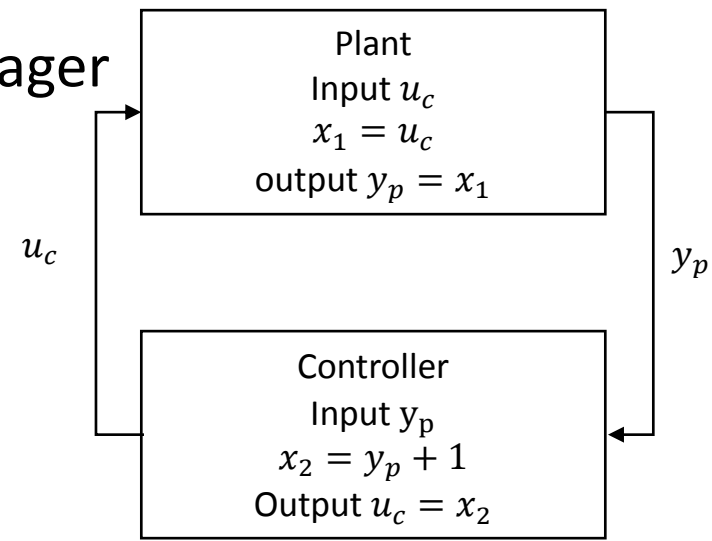 ager
Plant
Input u_c
x_1 = u_c
output y_p = x_1
u_c
y_p
Controller
Input y_p
x_2 = y_p + 1
Output u_c = x_2